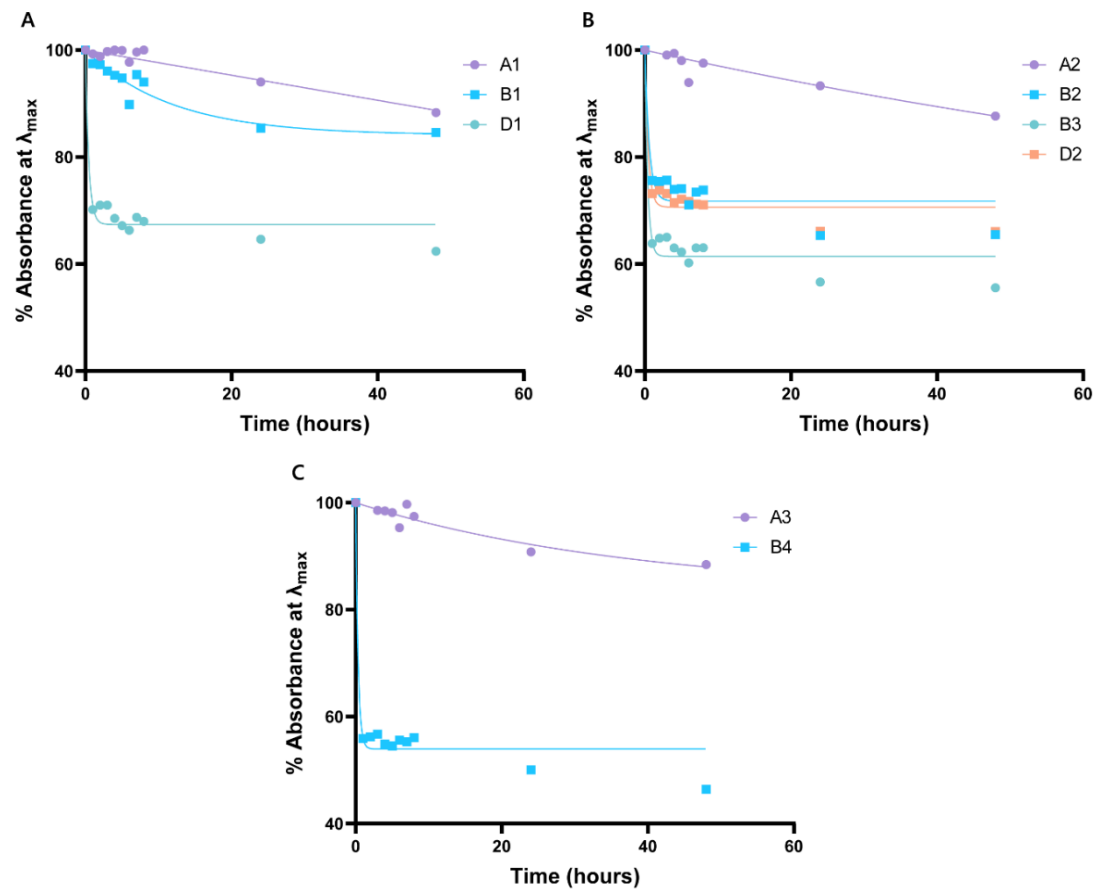 A
% Absorbance at λmax
100
80
60
40
0
20
40
60
Time (hours)
A1
B1
D1
B
% Absorbance at λmax
100
80
60
40
0
20
40
60
Time (hours)
A2
B2
B3
D2
C
% Absorbance at λmax
100
80
60
40
0
20
40
60
Time (hours)
A3
B4